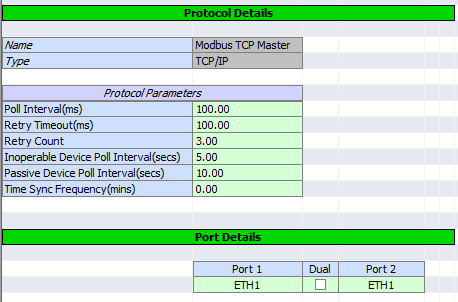 Protocol Details
Name Modbus TCP Master
Type TCP/IP
Protocol Parameters
Poll Interval(ms) 100.00
Retry Timeout(ms) 100.00
Retry Count 3.00
Inoperable Device Poll Interval(secs) 5.00
Passive Device Poll Interval(secs) 10.00
Time Sync Frequency(mins) 0.00
Port Details
Port 1 Dual Port 2
ETH1 ETH1